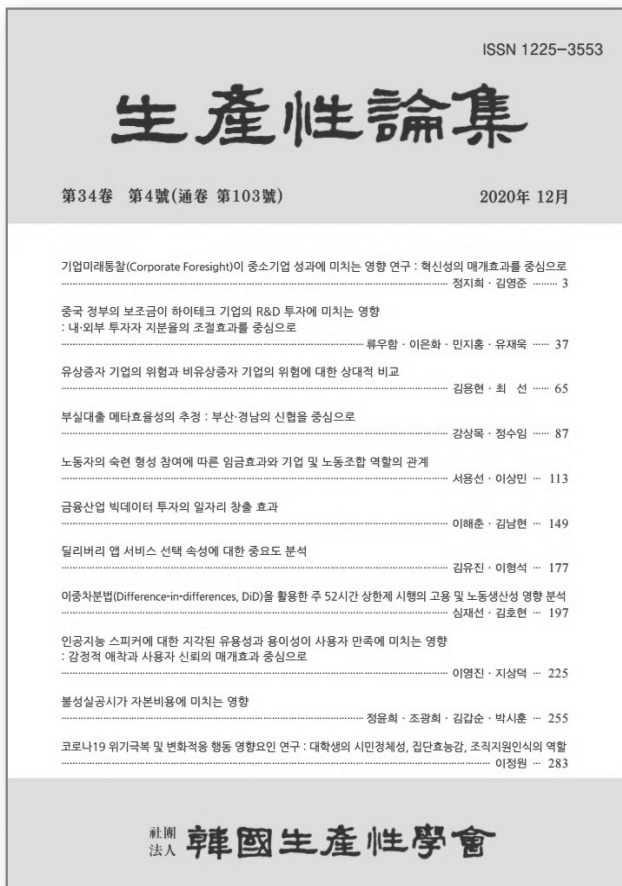 ISSN 1225-3553
生産性論集
第34卷 第4號(通卷 第103號)
2020年 12月
기업미래통찰(Corporate Foresight)이 중소기업 성과에 미치는 영향 연구 : 혁신성의 매개효과를 중심으로
정지희 · 김영준 ········ 3
중국 정부의 보조금이 하이테크 기업의 R&D 투자에 미치는 영향
: 내·외부 투자자 지분율의 조절효과를 중심으로
류우함 · 이은화 · 민지홍 · 유재욱 ····· 37
유상증자 기업의 위험과 비유상증자 기업의 위험에 대한 상대적 비교
김용현 · 최 선 ····· 65
부실대출 메타효율성의 추정 : 부산·경남의 신협을 중심으로
강상목 · 정수임 ····· 87
노동자의 숙련 형성 참여에 따른 임금효과와 기업 및 노동조합 역할의 관계
서용선 · 이상민 ··· 113
금융산업 빅데이터 투자의 일자리 창출 효과
이해춘 · 김남현 ··· 149
딜리버리 앱 서비스 선택 속성에 대한 중요도 분석
김유진 · 이형석 ··· 177
이중차분법(Difference-in-differences, DiD)을 활용한 주 52시간 상한제 시행의 고용 및 노동생산성 영향 분석
심재선 · 김호현 ··· 197
인공지능 스피커에 대한 지각된 유용성과 용이성이 사용자 만족에 미치는 영향
: 감정적 애착과 사용자 신뢰의 매개효과 중심으로
이영진 · 지상덕 ··· 225
불성실공시가 자본비용에 미치는 영향
정윤희 · 조광희 · 김갑순 · 박시훈 ··· 255
코로나19 위기극복 및 변화적응 행동 영향요인 연구 : 대학생의 시민정체성, 집단효능감, 조직지원인식의 역할
이정원 ··· 283
社團法人 韓國生産性學會